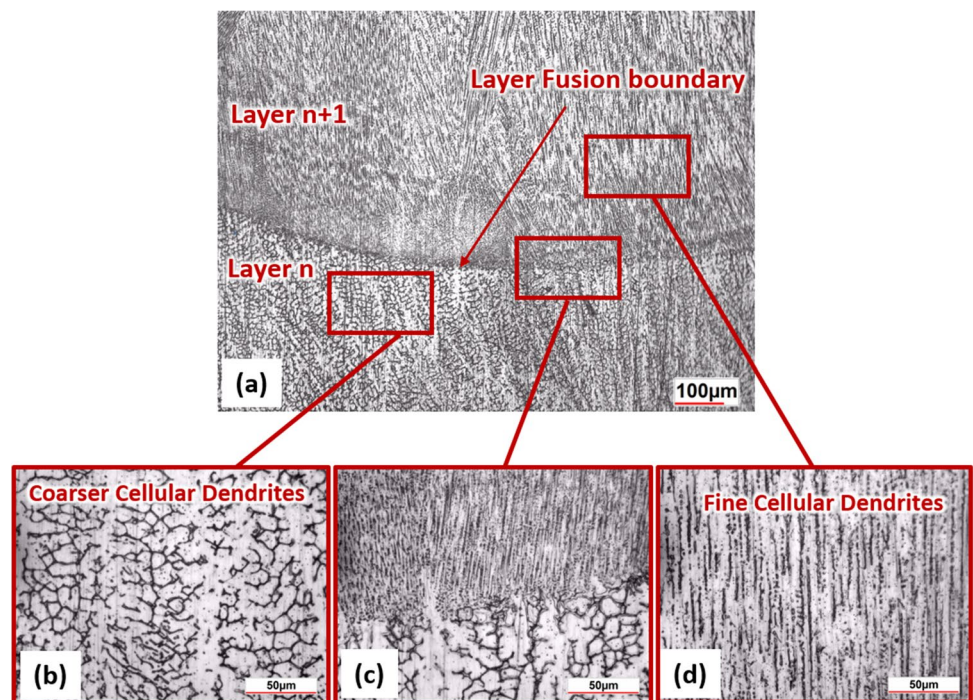 Layer Fusion boundary
Layer n+1
Layer n
(a)
100µm
Coarser Cellular Dendrites
Fine Cellular Dendrites
(b)
50µm
(c)
50µm
(d)
50µm